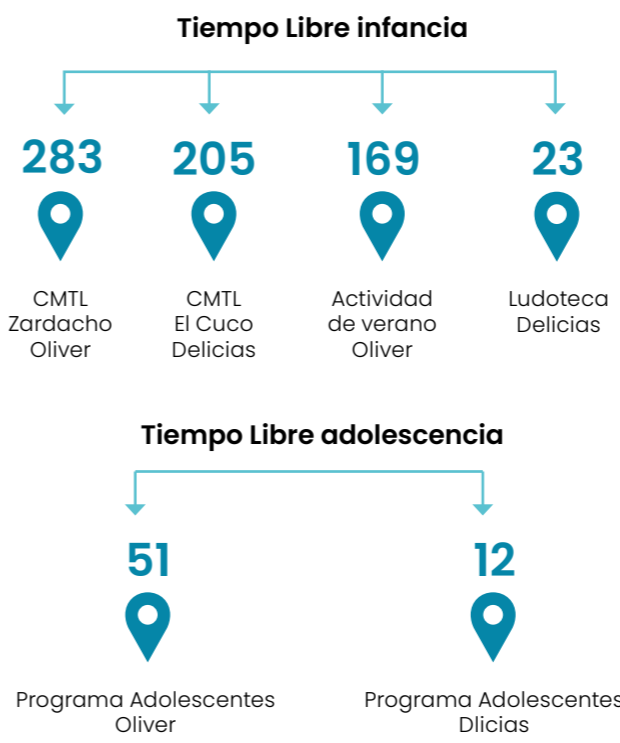 Tiempo Libre infancia
283
205
169
23
CMTL
Zardacho
Oliver
CMTL
El Cuco
Delicias
Actividad
de verano
Oliver
Ludoteca
Delicias
Tiempo Libre adolescencia
51
12
Programa Adolescentes
Oliver
Programa Adolescentes
Dlicias